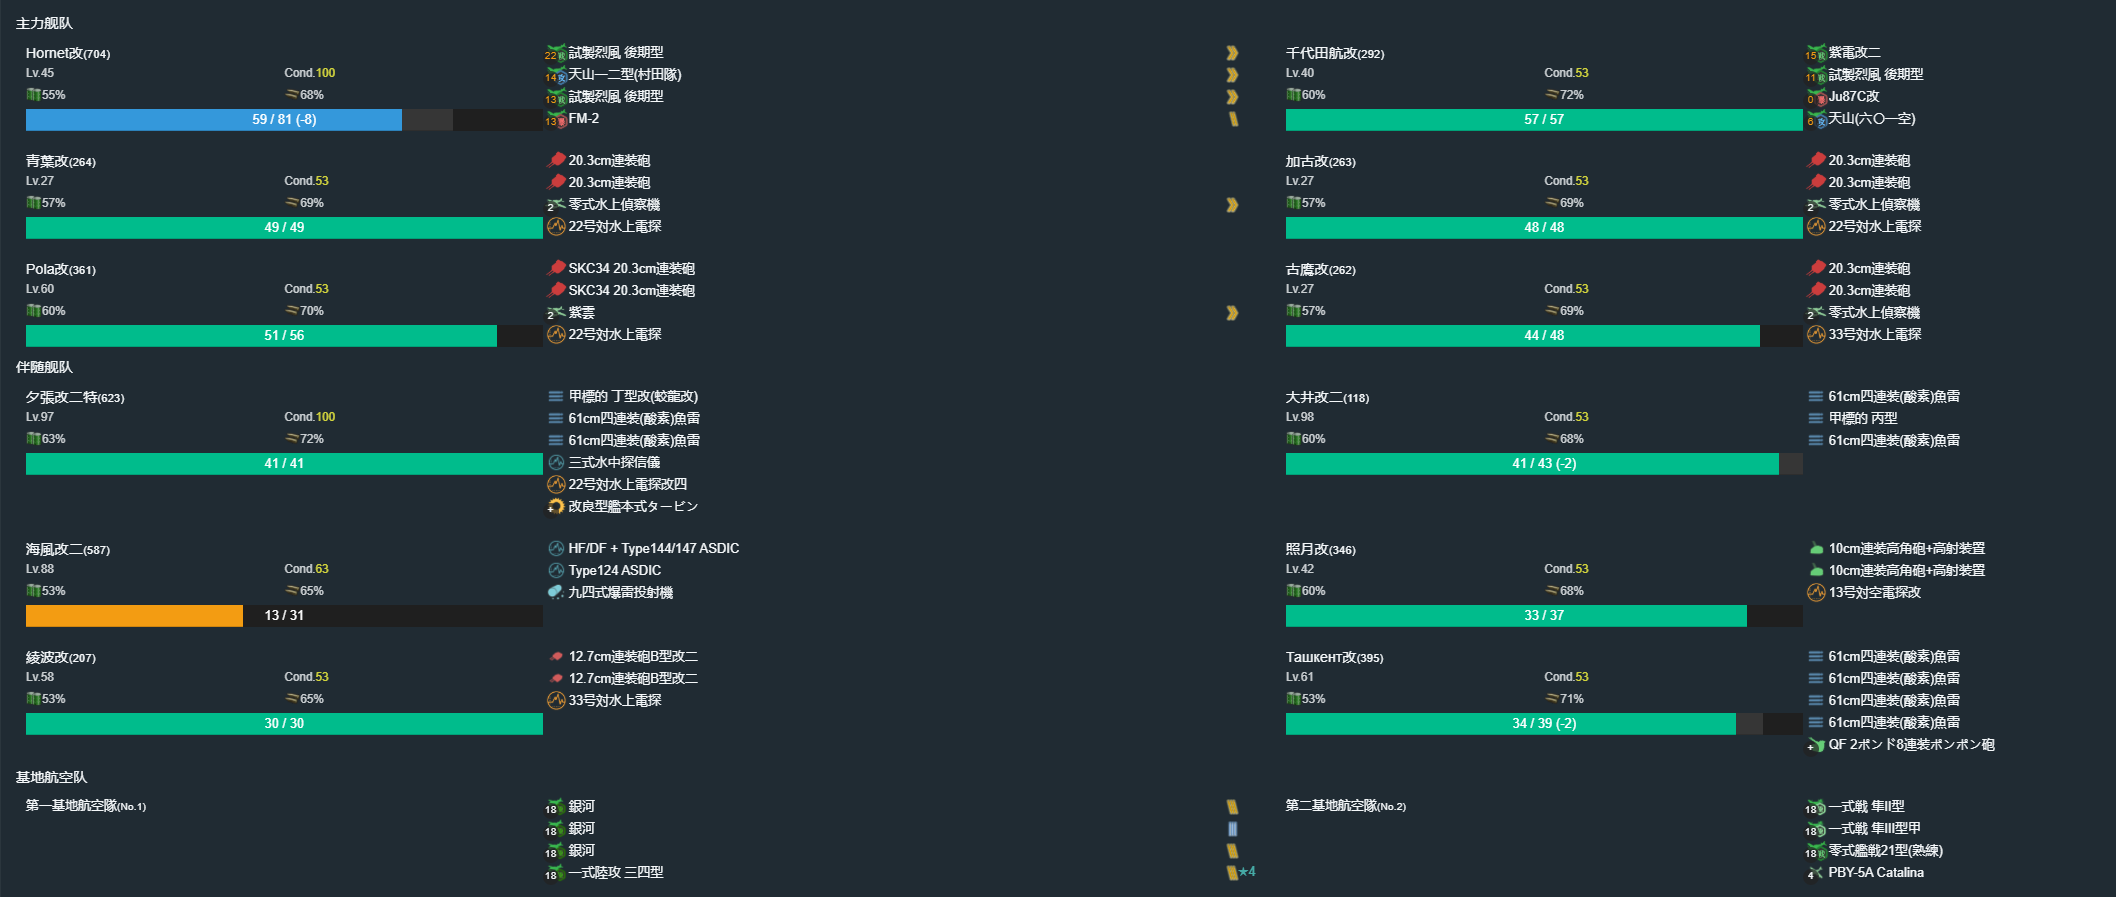 主力舰队
Hornet改(704)
Lv.45 Cond.100
55% 68%
59 / 81 (-8)
22 試製烈風 後期型
14 天山一二型(村田隊)
13 試製烈風 後期型
13 FM-2
千代田航改(292)
Lv.40 Cond.53
60% 72%
57 / 57
15 紫電改二
11 試製烈風 後期型
0 Ju87C改
6 天山(六〇一空)
青葉改(264)
Lv.27 Cond.53
57% 69%
49 / 49
20.3cm連装砲
20.3cm連装砲
2 零式水上偵察機
22号対水上電探
加古改(263)
Lv.27 Cond.53
57% 69%
48 / 48
20.3cm連装砲
20.3cm連装砲
2 零式水上偵察機
22号対水上電探
Pola改(361)
Lv.60 Cond.53
60% 70%
51 / 56
SKC34 20.3cm連装砲
SKC34 20.3cm連装砲
2 紫雲
22号対水上電探
古鷹改(262)
Lv.27 Cond.53
57% 69%
44 / 48
20.3cm連装砲
20.3cm連装砲
2 零式水上偵察機
33号対水上電探
伴随舰队
夕張改二特(623)
Lv.97 Cond.100
63% 72%
41 / 41
甲標的 丁型改(蛟龍改)
61cm四連装(酸素)魚雷
61cm四連装(酸素)魚雷
三式水中探信儀
22号対水上電探改四
改良型艦本式タービン
大井改二(118)
Lv.98 Cond.53
60% 68%
41 / 43 (-2)
61cm四連装(酸素)魚雷
甲標的 丙型
61cm四連装(酸素)魚雷
海風改二(587)
Lv.88 Cond.63
53% 65%
13 / 31
HF/DF + Type144/147 ASDIC
Type124 ASDIC
九四式爆雷投射機
照月改(346)
Lv.42 Cond.53
60% 68%
33 / 37
10cm連装高角砲+高射装置
10cm連装高角砲+高射装置
13号対空電探改
綾波改(207)
Lv.58 Cond.53
53% 65%
30 / 30
12.7cm連装砲B型改二
12.7cm連装砲B型改二
33号対水上電探
Ташкент改(395)
Lv.61 Cond.53
53% 71%
34 / 39 (-2)
61cm四連装(酸素)魚雷
61cm四連装(酸素)魚雷
61cm四連装(酸素)魚雷
61cm四連装(酸素)魚雷
QF 2ポンド8連装ポンポン砲
基地航空队
第一基地航空隊(No.1)
18 銀河
18 銀河
18 銀河
18 一式陸攻 三四型 ★4
第二基地航空隊(No.2)
18 一式戦 隼II型
18 一式戦 隼III型甲
18 零式艦戦21型(熟練)
4 PBY-5A Catalina